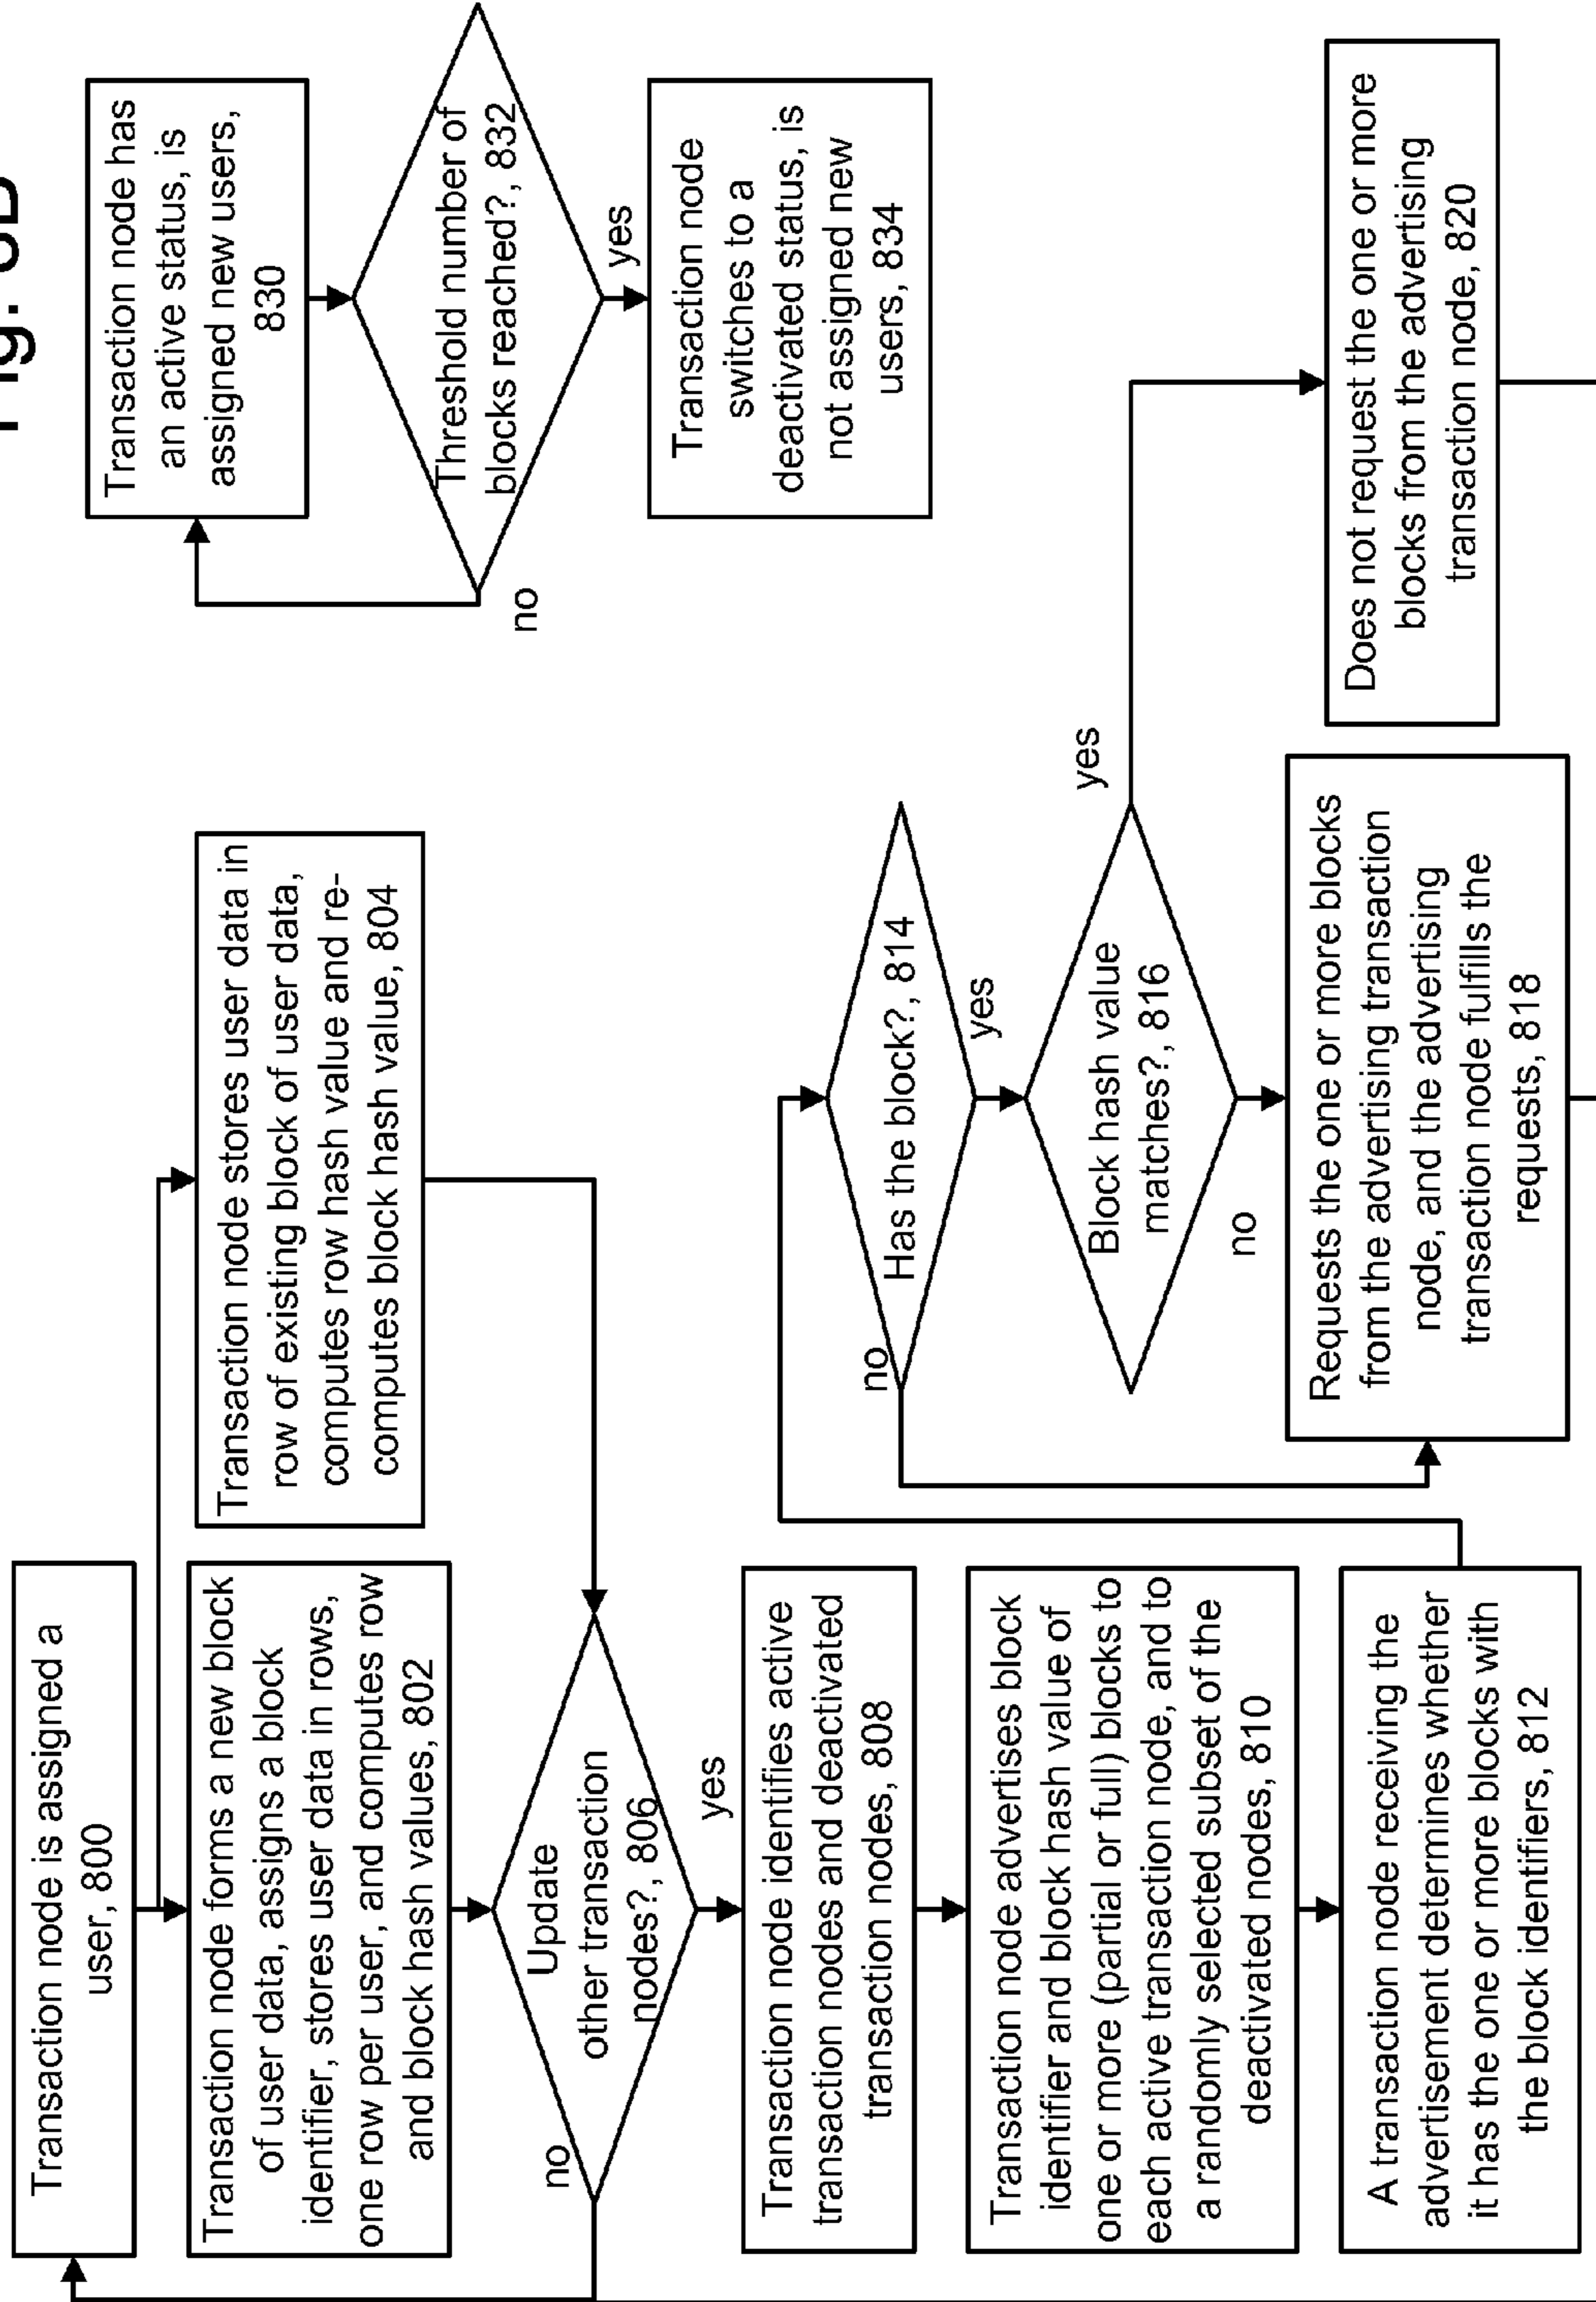 Transaction node is assigned a
user, 800
Transaction node forms a new block
of user data, assigns a block
identifier, stores user data in rows,
one row per user, and computes row
and block hash values, 802
Transaction node stores user data in
row of existing block of user data,
computes row hash value and re-
computes block hash value, 804
Update
other transaction
nodes?, 806
no
yes
Transaction node identifies active
transaction nodes and deactivated
transaction nodes, 808
Transaction node advertises block
identifier and block hash value of
one or more (partial or full) blocks to
each active transaction node, and to
a randomly selected subset of the
deactivated nodes, 810
A transaction node receiving the
advertisement determines whether
it has the one or more blocks with
the block identifiers, 812
Has the block?, 814
no
yes
Block hash value
matches?, 816
yes
no
Requests the one or more blocks
from the advertising transaction
node, and the advertising
transaction node fulfills the
requests, 818
Does not request the one or more
blocks from the advertising
transaction node, 820
Transaction node has
an active status, is
assigned new users,
830
Threshold number of
blocks reached?, 832
no
yes
Transaction node
switches to a
deactivated status, is
not assigned new
users, 834